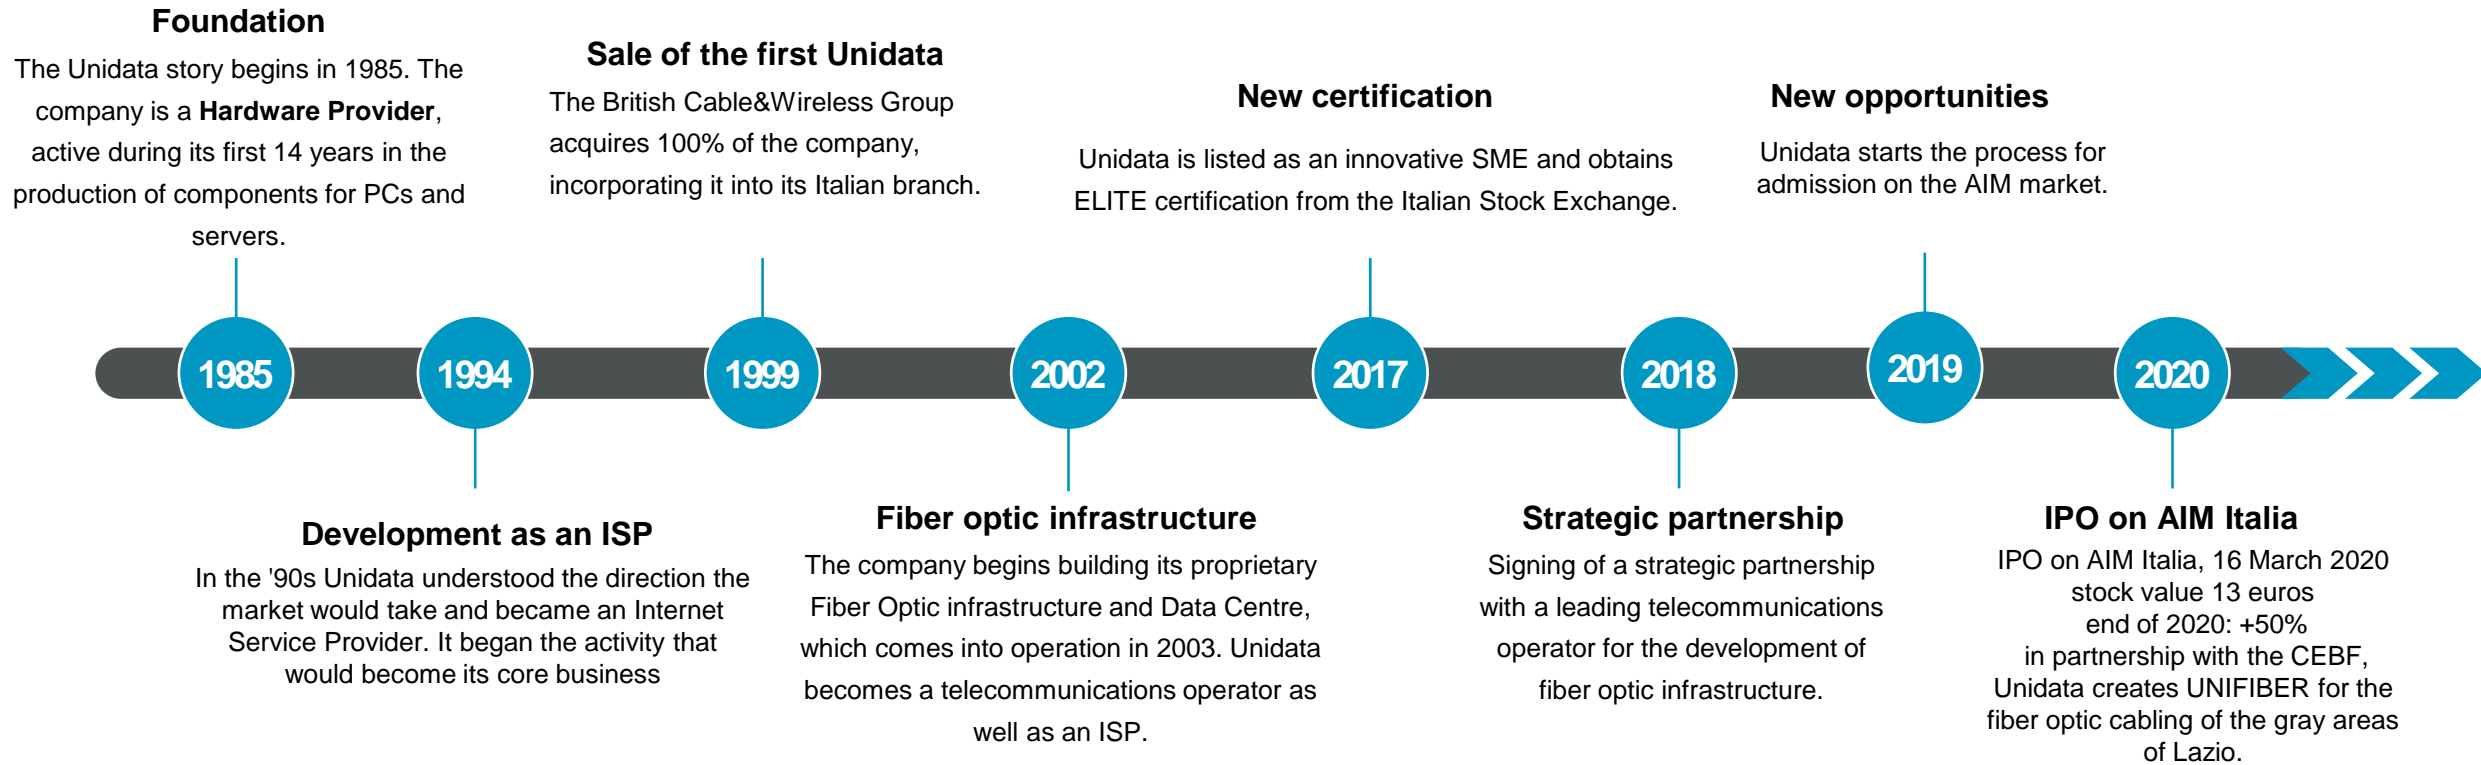 Foundation
The Unidata story begins in 1985. The
company is a Hardware Provider,
active during its first 14 years in the
production of components for PCs and
servers.
Sale of the first Unidata
The British Cable&Wireless Group
acquires 100% of the company,
incorporating it into its Italian branch.
New certification
Unidata is listed as an innovative SME and obtains
ELITE certification from the Italian Stock Exchange.
New opportunities
Unidata starts the process for
admission on the AIM market.
1985
1994
1999
2002
2017
2018
2019
2020
Development as an ISP
In the '90s Unidata understood the direction the
market would take and became an Internet
Service Provider. It began the activity that
would become its core business
Fiber optic infrastructure
The company begins building its proprietary
Fiber Optic infrastructure and Data Centre,
which comes into operation in 2003. Unidata
becomes a telecommunications operator as
well as an ISP.
Strategic partnership
Signing of a strategic partnership
with a leading telecommunications
operator for the development of
fiber optic infrastructure.
IPO on AIM Italia
IPO on AIM Italia, 16 March 2020
stock value 13 euros
end of 2020: +50%
in partnership with the CEBF,
Unidata creates UNIFIBER for the
fiber optic cabling of the gray areas
of Lazio.